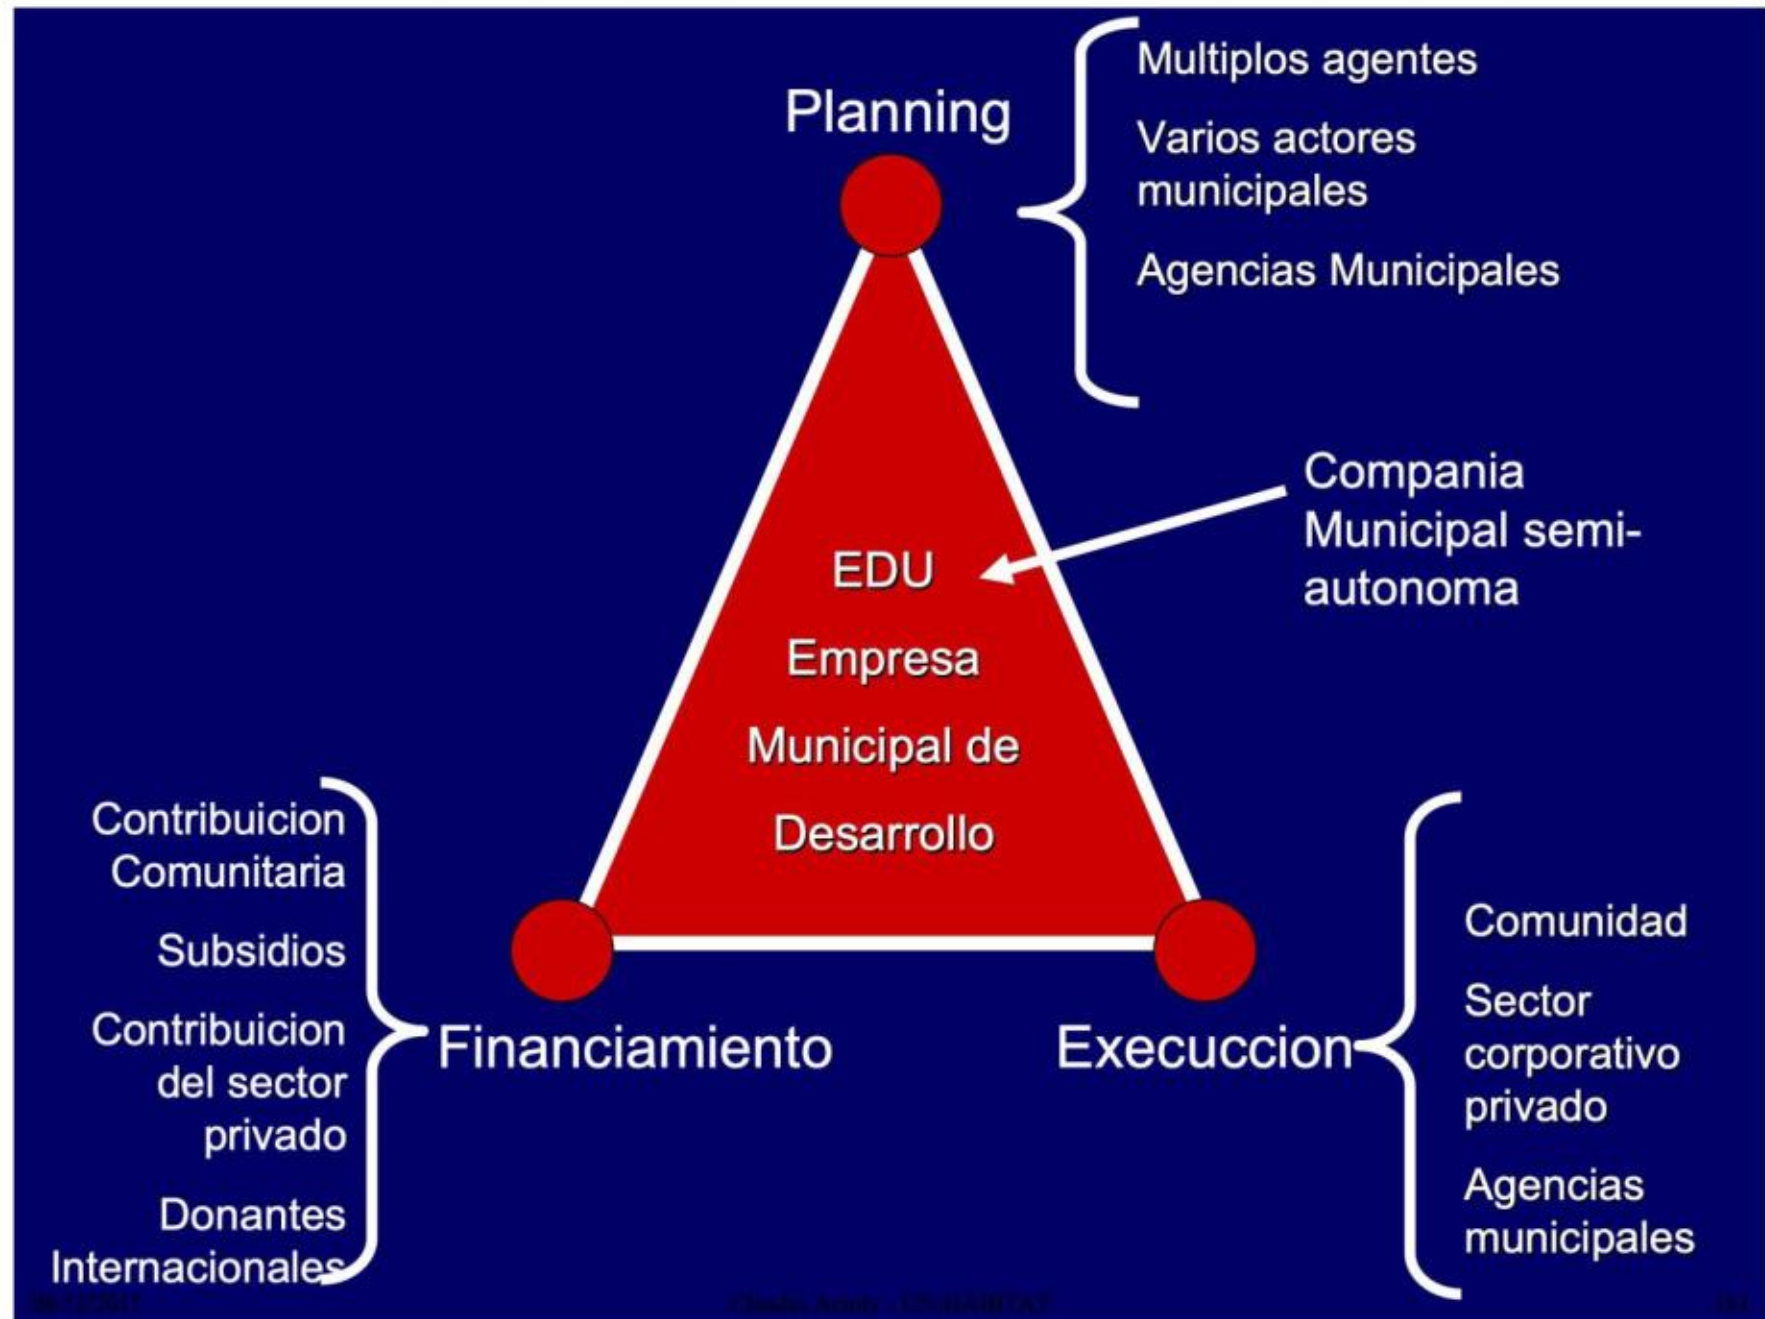 Planning
Multiplos agentes
Varios actores
municipales
Agencias Municipales
Compania
Municipal semi-
autonoma
EDU
Empresa
Municipal de
Desarrollo
Contribuicion
Comunitaria
Subsidios
Contribuicion
del sector
privado
Donantes
Internacionales
Financiamiento
Execuccion
Comunidad
Sector
corporativo
privado
Agencias
municipales